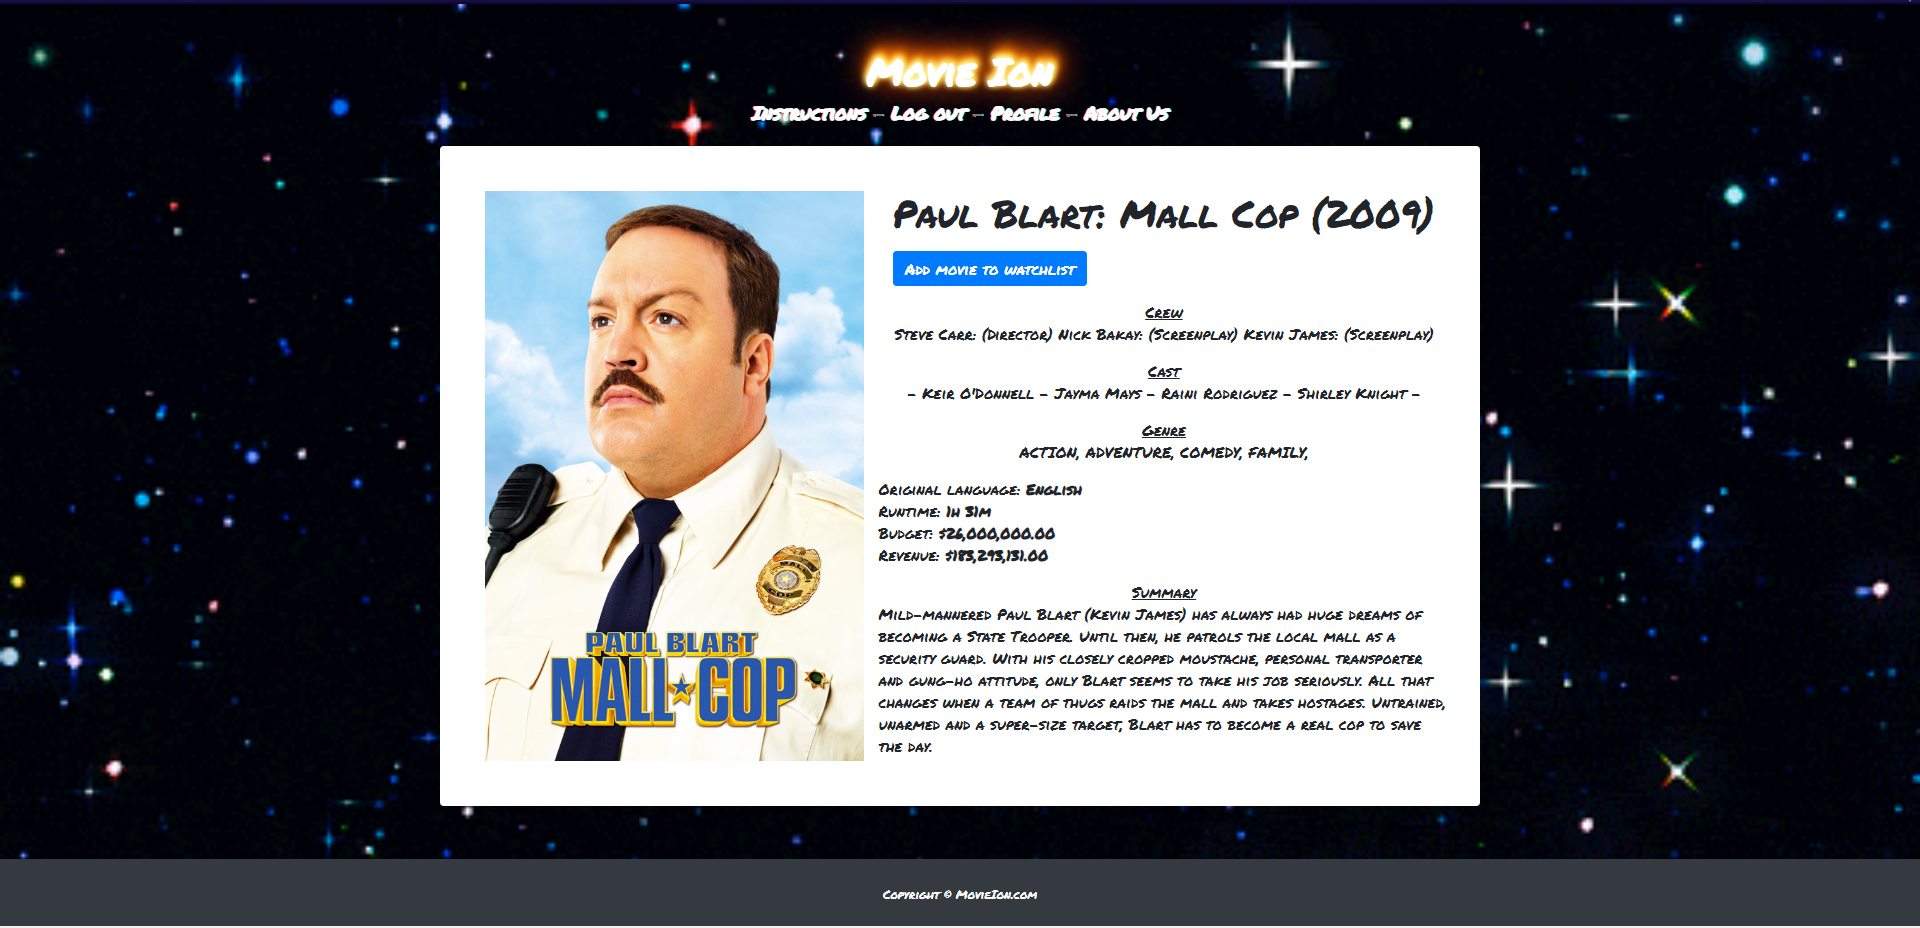 Movie Ion
Instructions - Log out - Profile - About Us
Paul Blart: Mall Cop (2009)
Add movie to watchlist
Crew
Steve Carr: (Director) Nick Bakay: (Screenplay) Kevin James: (Screenplay)
Cast
- Keir O'Donnell - Jayma Mays - Raini Rodriguez - Shirley Knight -
Genre
ACTION, ADVENTURE, COMEDY, FAMILY,
Original language: English
Runtime: 1h 31m
Budget: $26,000,000.00
Revenue: $183,293,131.00
Summary
Mild-mannered Paul Blart (Kevin James) has always had huge dreams of
becoming a State Trooper. Until then, he patrols the local mall as a
security guard. With his closely cropped moustache, personal transporter
and gung-ho attitude, only Blart seems to take his job seriously. All that
changes when a team of thugs raids the mall and takes hostages. Untrained,
unarmed and a super-size target, Blart has to become a real cop to save
the day.
MALL
COP
PAUL BLART
MALL COP
Copyright © MovieIon.com